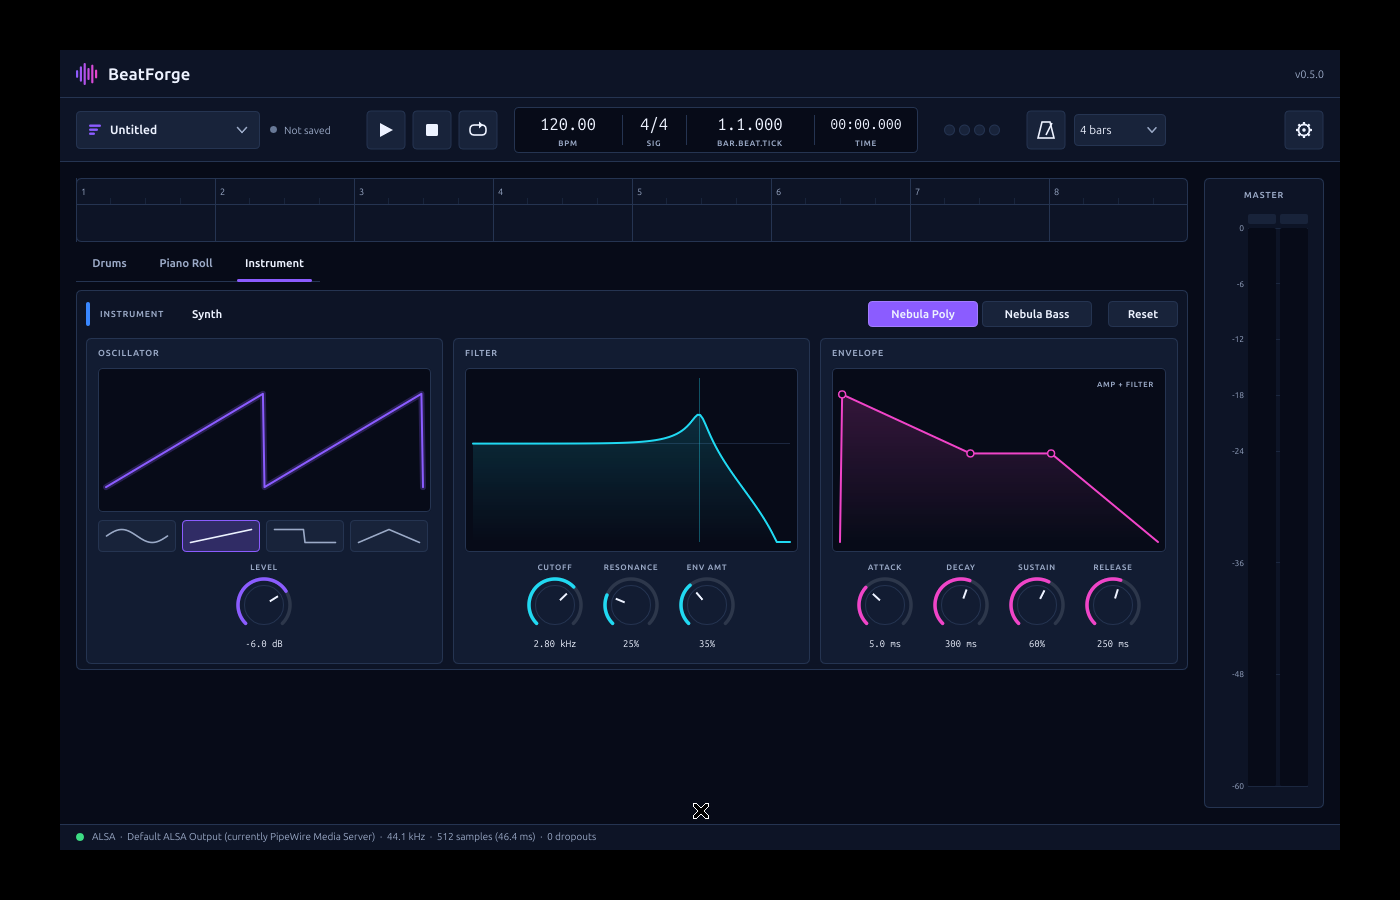 BeatForge
v0.5.0
Untitled
Not saved
120.00
BPM
4/4
SIG
1.1.000
BAR.BEAT.TICK
00:00.000
TIME
4 bars
1 2 3 4 5 6 7 8
MASTER
0
-6
-12
-18
-24
-36
-48
-60
Drums Piano Roll Instrument
INSTRUMENT Synth
Nebula Poly Nebula Bass Reset
OSCILLATOR
LEVEL
-6.0 dB
FILTER
CUTOFF RESONANCE ENV AMT
2.80 kHz 25% 35%
ENVELOPE
AMP + FILTER
ATTACK DECAY SUSTAIN RELEASE
5.0 ms 300 ms 60% 250 ms
ALSA · Default ALSA Output (currently PipeWire Media Server) · 44.1 kHz · 512 samples (46.4 ms) · 0 dropouts